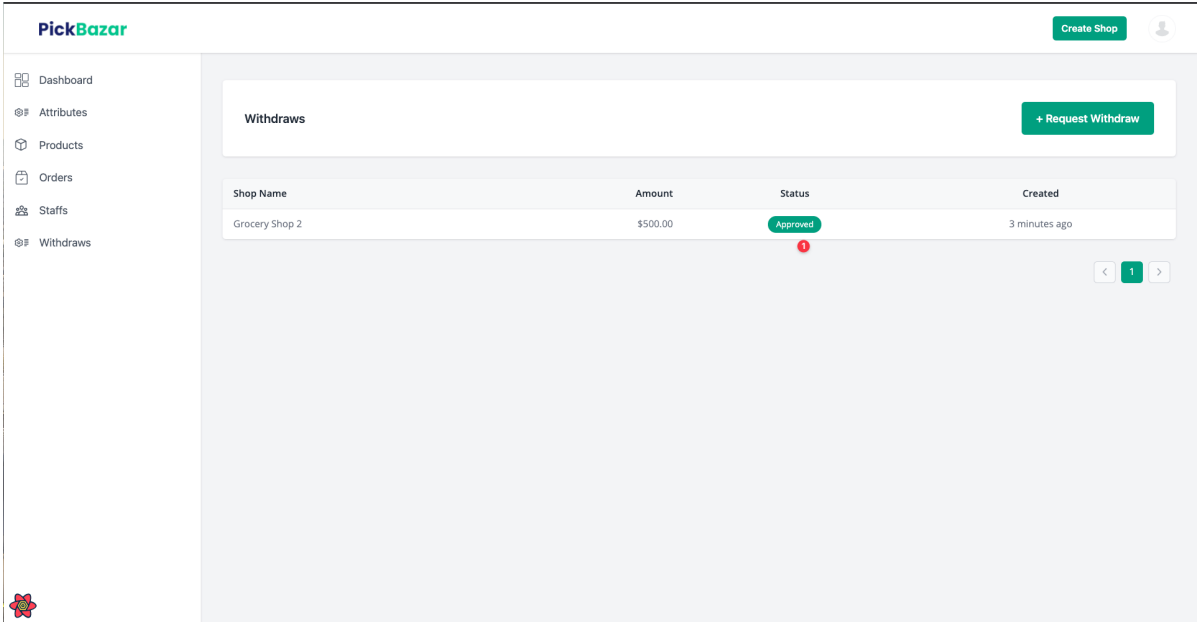 PickBazar
Create Shop
Dashboard
Attributes
Products
Orders
Staffs
Withdraws
Withdraws
+ Request Withdraw
Shop Name Amount Status Created
Grocery Shop 2 $500.00 Approved 3 minutes ago
1
< 1 >